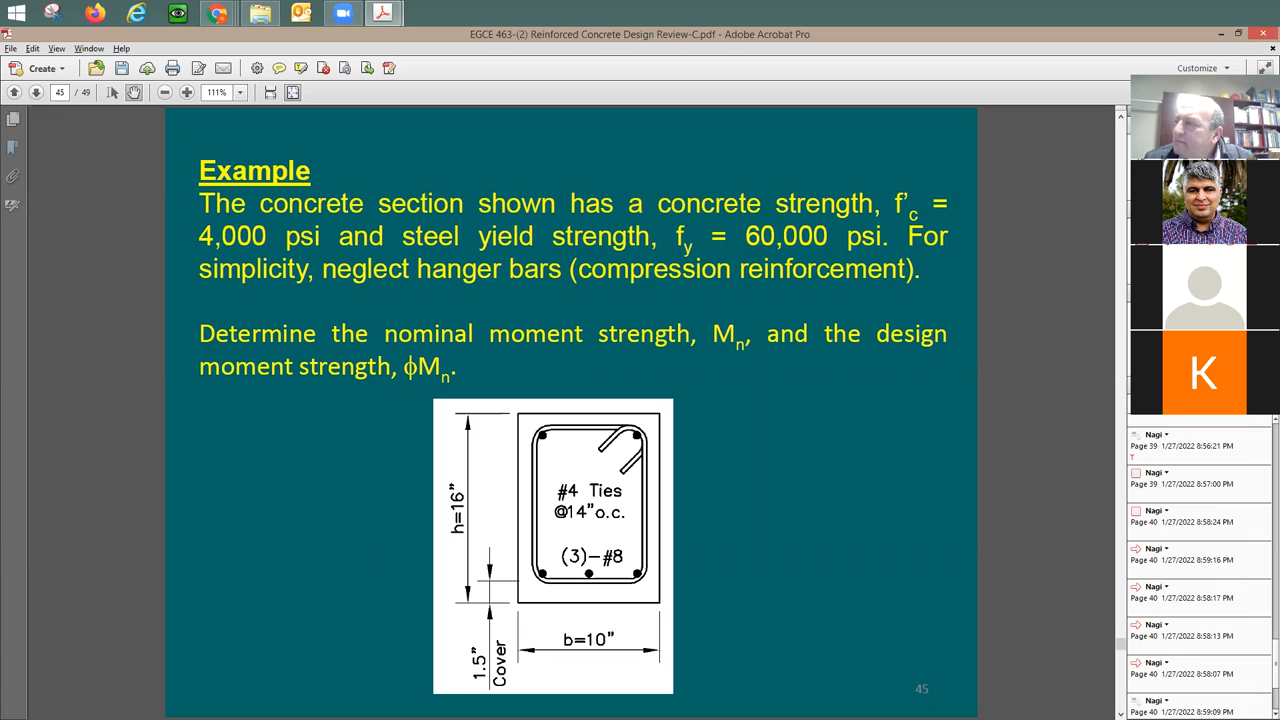 EGCE 463-(2) Reinforced Concrete Design Review-C.pdf - Adobe Acrobat Pro
File Edit View Window Help
Create
Customize
45 / 49
111%
Example
The concrete section shown has a concrete strength, f'c =
4,000 psi and steel yield strength, fy = 60,000 psi. For
simplicity, neglect hanger bars (compression reinforcement).
Determine the nominal moment strength, Mn, and the design
moment strength, ϕMn.
#4 Ties
@14"o.c.
(3)-#8
h=16"
b=10"
1.5"
Cover
45
K
Nagi
Page 39 1/27/2022 8:56:21 PM
T
Nagi
Page 39 1/27/2022 8:57:00 PM
Nagi
Page 40 1/27/2022 8:58:24 PM
Nagi
Page 40 1/27/2022 8:59:16 PM
Nagi
Page 40 1/27/2022 8:58:17 PM
Nagi
Page 40 1/27/2022 8:58:13 PM
Nagi
Page 40 1/27/2022 8:58:07 PM
Nagi
Page 40 1/27/2022 8:59:09 PM